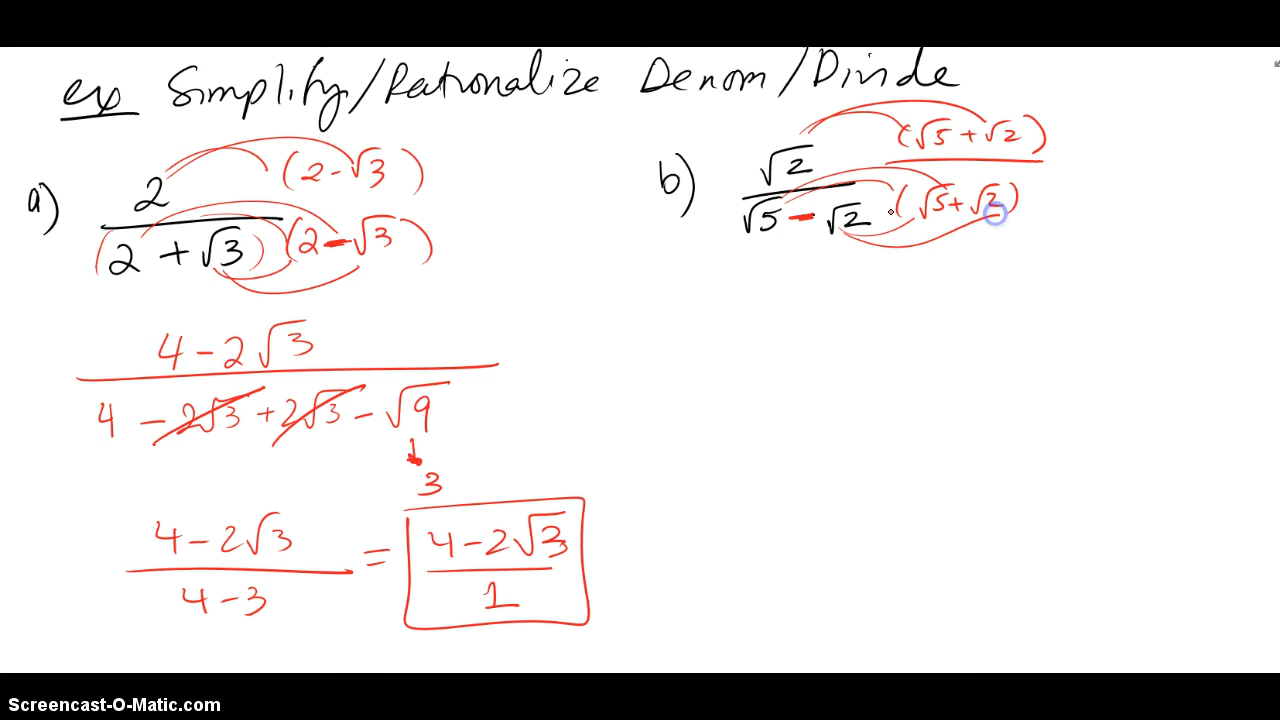 ex Simplify/Rationalize Denom/Divide
a) 2 (2-√3)
(2 + √3) (2-√3)
4 - 2√3
4 - 2√3 + 2√3 - √9
3
4 - 2√3 = 4 - 2√3
4 - 3 1
b) √2 (√5 + √2)
√5 - √2 · (√5 + √2)
Screencast-O-Matic.com